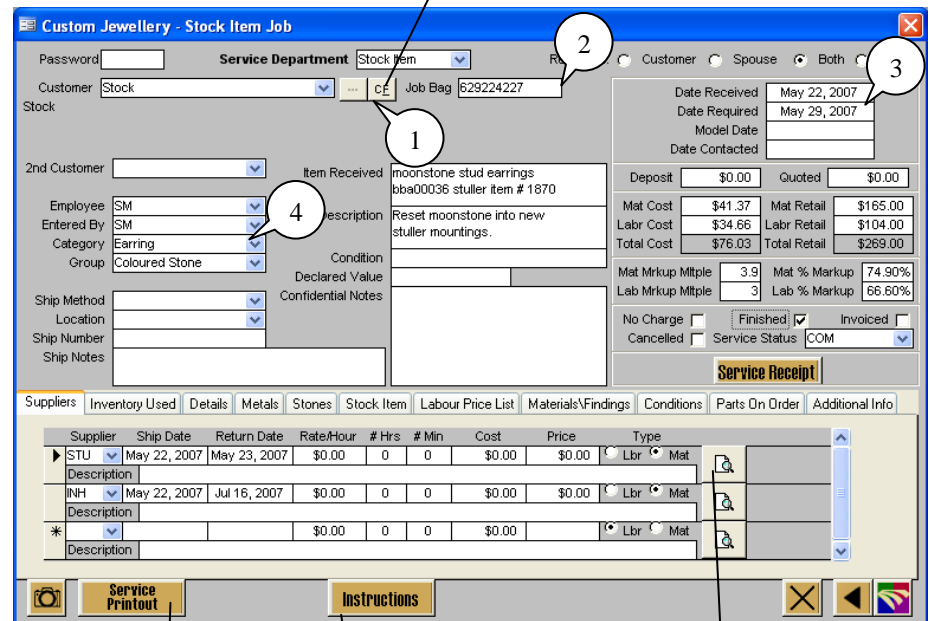 Custom Jewellery - Stock Item Job
Password Service Department Stock Item Customer Spouse Both
2
3
Customer Stock ... CE Job Bag 629224227
Stock
1
Date Received May 22, 2007
Date Required May 29, 2007
Model Date
Date Contacted
2nd Customer
Item Received moonstone stud earrings
bba00036 stuller item # 1870
Deposit $0.00 Quoted $0.00
Employee SM
Entered By SM
Category Earring
Group Coloured Stone
4
Description Reset moonstone into new
stuller mountings.
Condition
Declared Value
Confidential Notes
Mat Cost $41.37 Mat Retail $165.00
Labr Cost $34.66 Labr Retail $104.00
Total Cost $76.03 Total Retail $269.00
Mat Mrkup Mltple 3.9 Mat % Markup 74.90%
Lab Mrkup Mltple 3 Lab % Markup 66.60%
Ship Method
Location
Ship Number
Ship Notes
No Charge Finished Invoiced
Cancelled Service Status COM
Service Receipt
Suppliers Inventory Used Details Metals Stones Stock Item Labour Price List Materials\Findings Conditions Parts On Order Additional Info
Supplier Ship Date Return Date Rate/Hour # Hrs # Min Cost Price Type
STU May 22, 2007 May 23, 2007 $0.00 0 0 $0.00 $0.00 Lbr Mat
Description
INH May 22, 2007 Jul 16, 2007 $0.00 0 0 $0.00 $0.00 Lbr Mat
Description
* $0.00 0 0 $0.00 Lbr Mat
Description
Service
Printout
Instructions